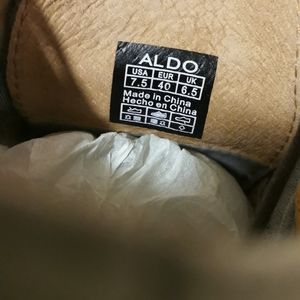 ALDO
USA EUR UK
7.5 40 6.5
Made in China
Hecho en China